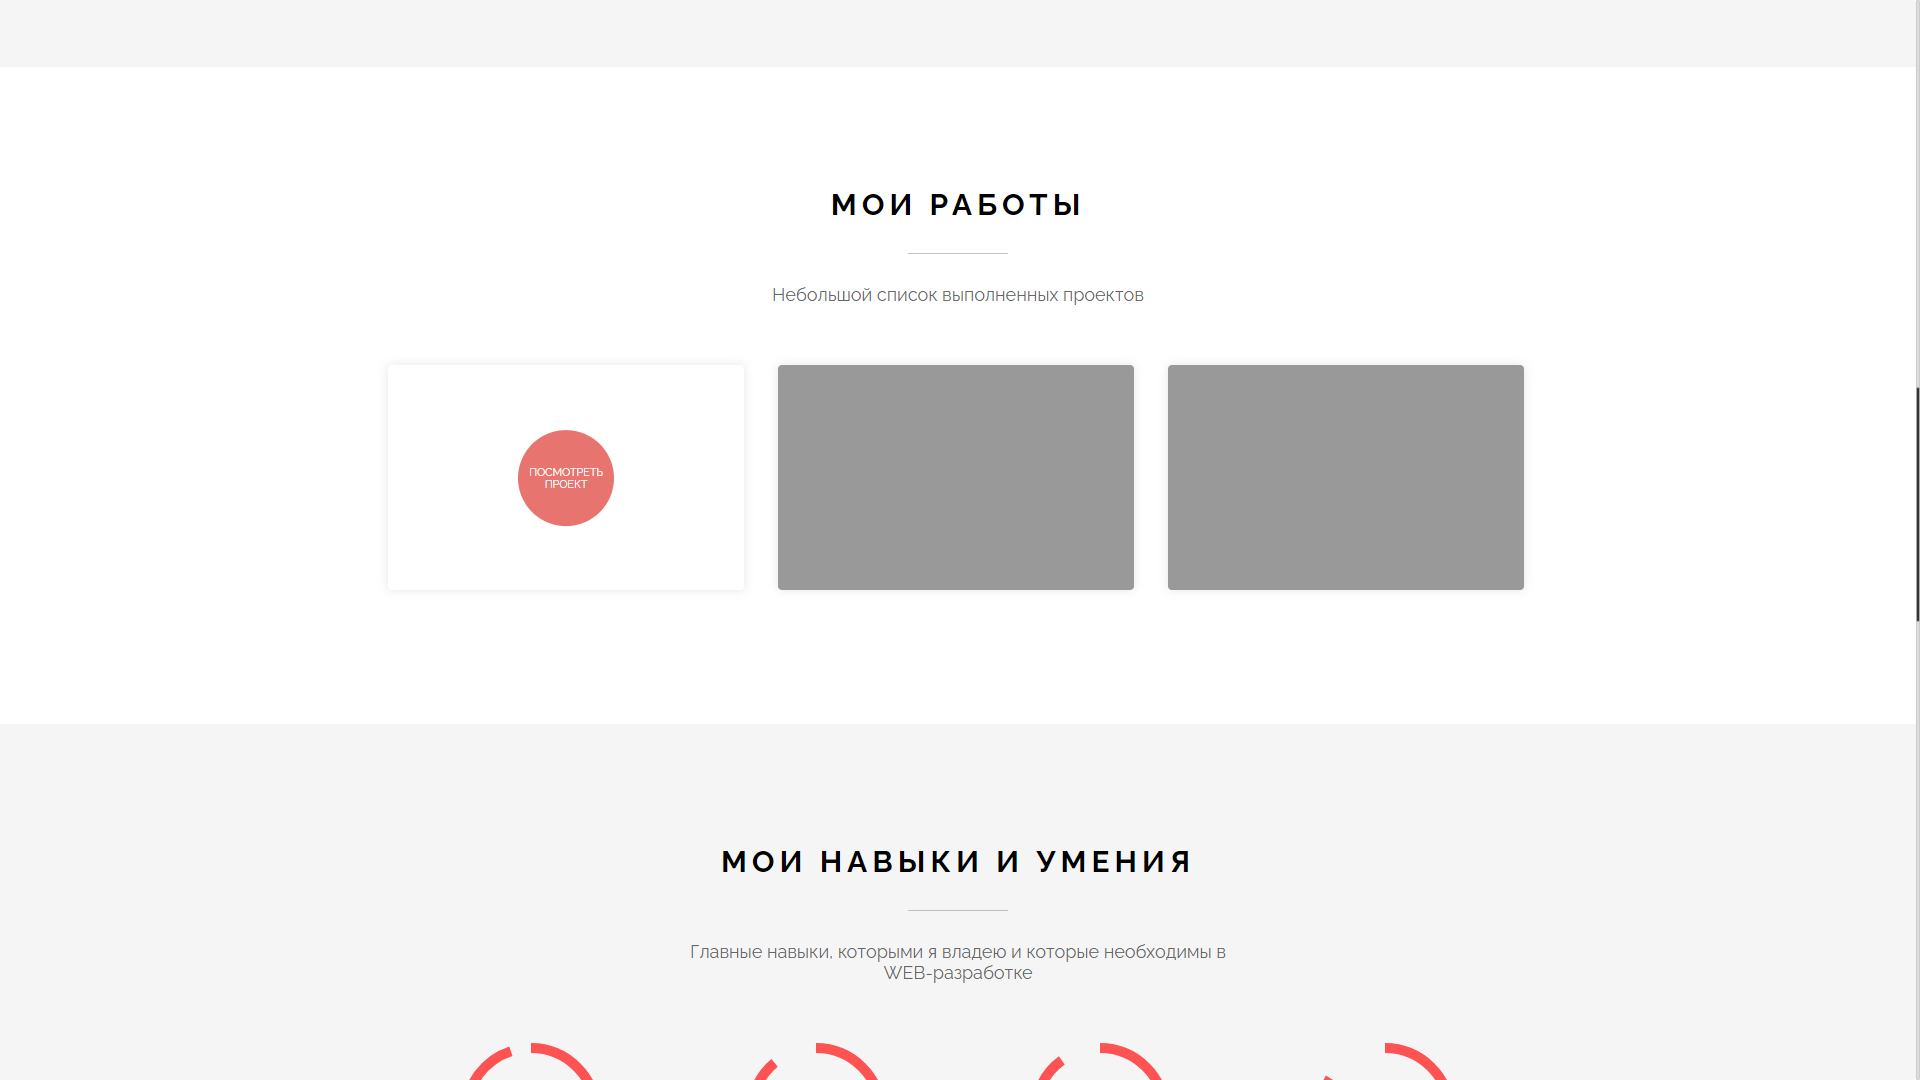 МОИ РАБОТЫ
Небольшой список выполненных проектов
ПОСМОТРЕТЬ
ПРОЕКТ
МОИ НАВЫКИ И УМЕНИЯ
Главные навыки, которыми я владею и которые необходимы в
WEB-разработке